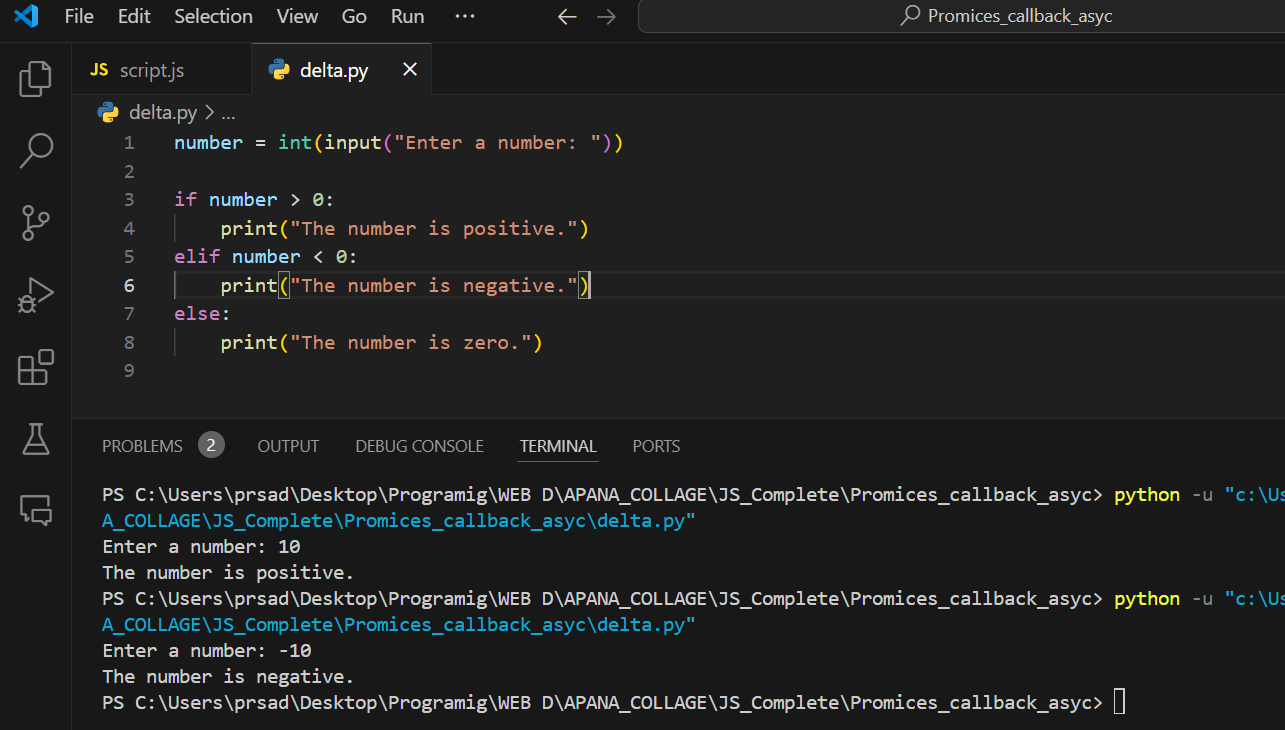 File Edit Selection View Go Run ··· ← → Promices_callback_asyc
JS script.js delta.py ×
delta.py > ...
1 number = int(input("Enter a number: "))
2
3 if number > 0:
4     print("The number is positive.")
5 elif number < 0:
6     print("The number is negative.")
7 else:
8     print("The number is zero.")
9
PROBLEMS 2 OUTPUT DEBUG CONSOLE TERMINAL PORTS
PS C:\Users\prsad\Desktop\Programig\WEB D\APANA_COLLAGE\JS_Complete\Promices_callback_asyc> python -u "c:\Us
A_COLLAGE\JS_Complete\Promices_callback_asyc\delta.py"
Enter a number: 10
The number is positive.
PS C:\Users\prsad\Desktop\Programig\WEB D\APANA_COLLAGE\JS_Complete\Promices_callback_asyc> python -u "c:\Us
A_COLLAGE\JS_Complete\Promices_callback_asyc\delta.py"
Enter a number: -10
The number is negative.
PS C:\Users\prsad\Desktop\Programig\WEB D\APANA_COLLAGE\JS_Complete\Promices_callback_asyc>